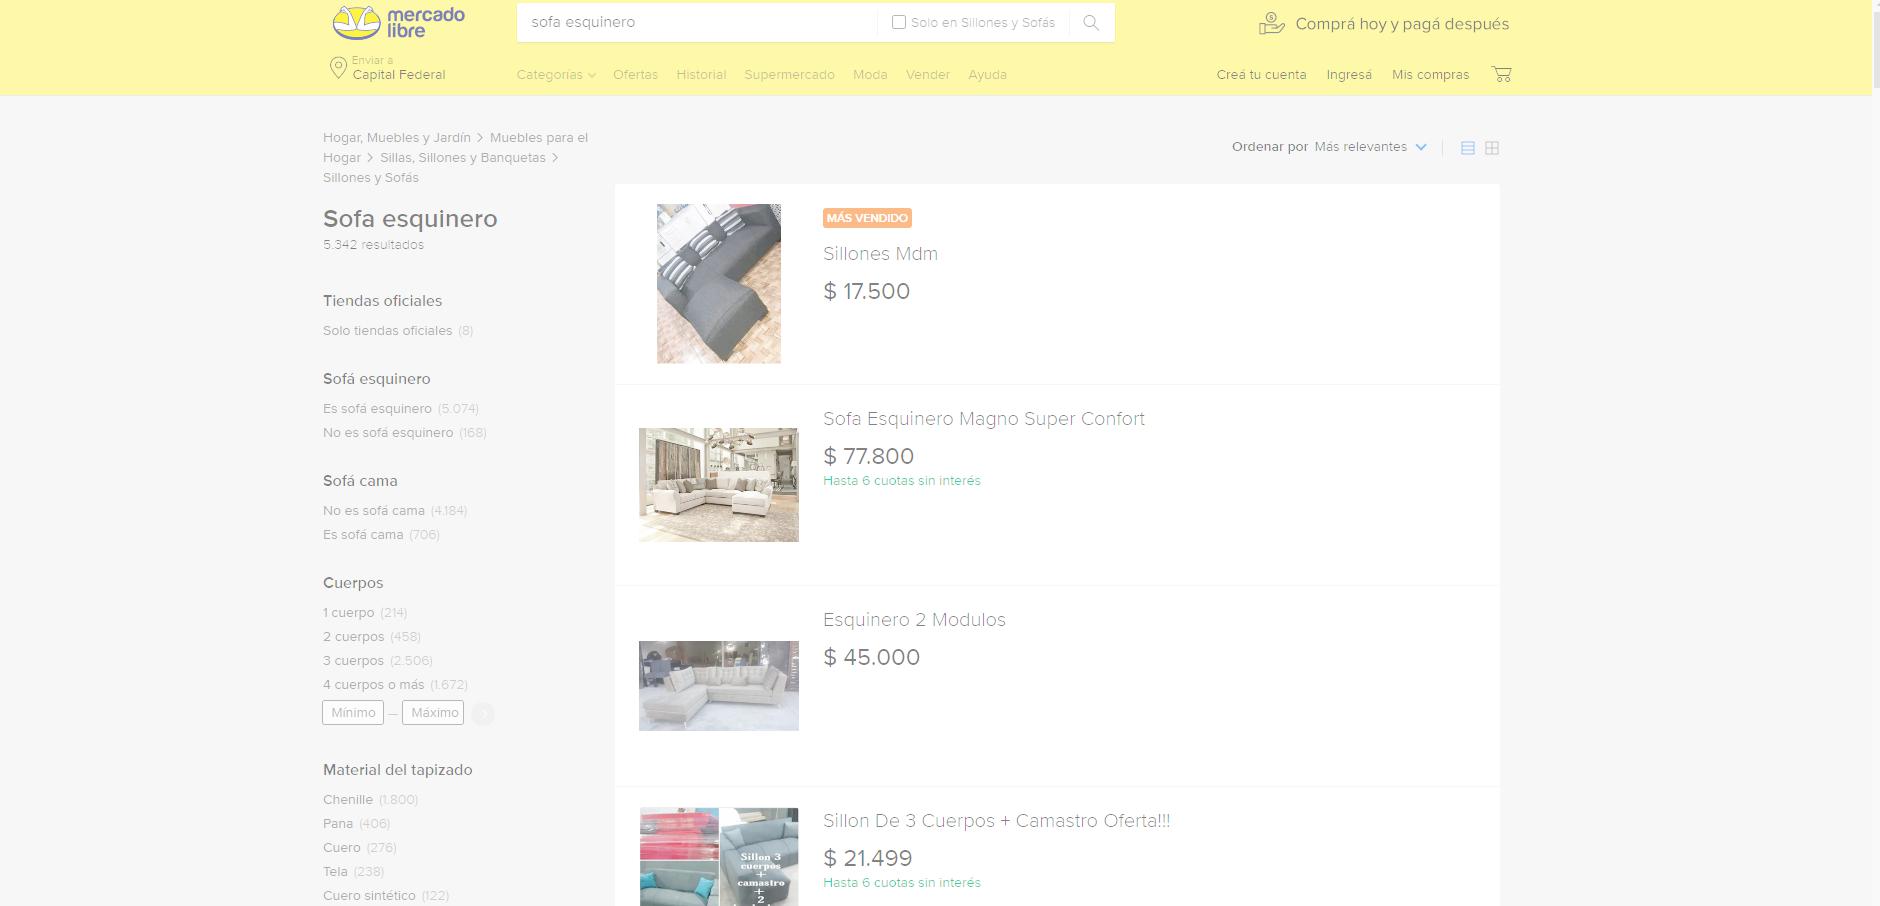 mercado
libre
sofa esquinero
Solo en Sillones y Sofás
Comprá hoy y pagá después
Enviar a
Capital Federal
Categorías
Ofertas
Historial
Supermercado
Moda
Vender
Ayuda
Creá tu cuenta
Ingresá
Mis compras
Hogar, Muebles y Jardín > Muebles para el
Hogar > Sillas, Sillones y Banquetas >
Sillones y Sofás
Ordenar por Más relevantes
Sofa esquinero
5.342 resultados
Tiendas oficiales
Solo tiendas oficiales (8)
Sofá esquinero
Es sofá esquinero (5.074)
No es sofá esquinero (168)
Sofá cama
No es sofá cama (4.184)
Es sofá cama (706)
Cuerpos
1 cuerpo (214)
2 cuerpos (458)
3 cuerpos (2.506)
4 cuerpos o más (1.672)
Mínimo — Máximo
Material del tapizado
Chenille (1.800)
Pana (406)
Cuero (276)
Tela (238)
Cuero sintético (122)
MÁS VENDIDO
Sillones Mdm
$ 17.500
Sofa Esquinero Magno Super Confort
$ 77.800
Hasta 6 cuotas sin interés
Esquinero 2 Modulos
$ 45.000
Sillon De 3 Cuerpos + Camastro Oferta!!!
$ 21.499
Hasta 6 cuotas sin interés
Sillon 3
cuerpos
+
camastro
+
2